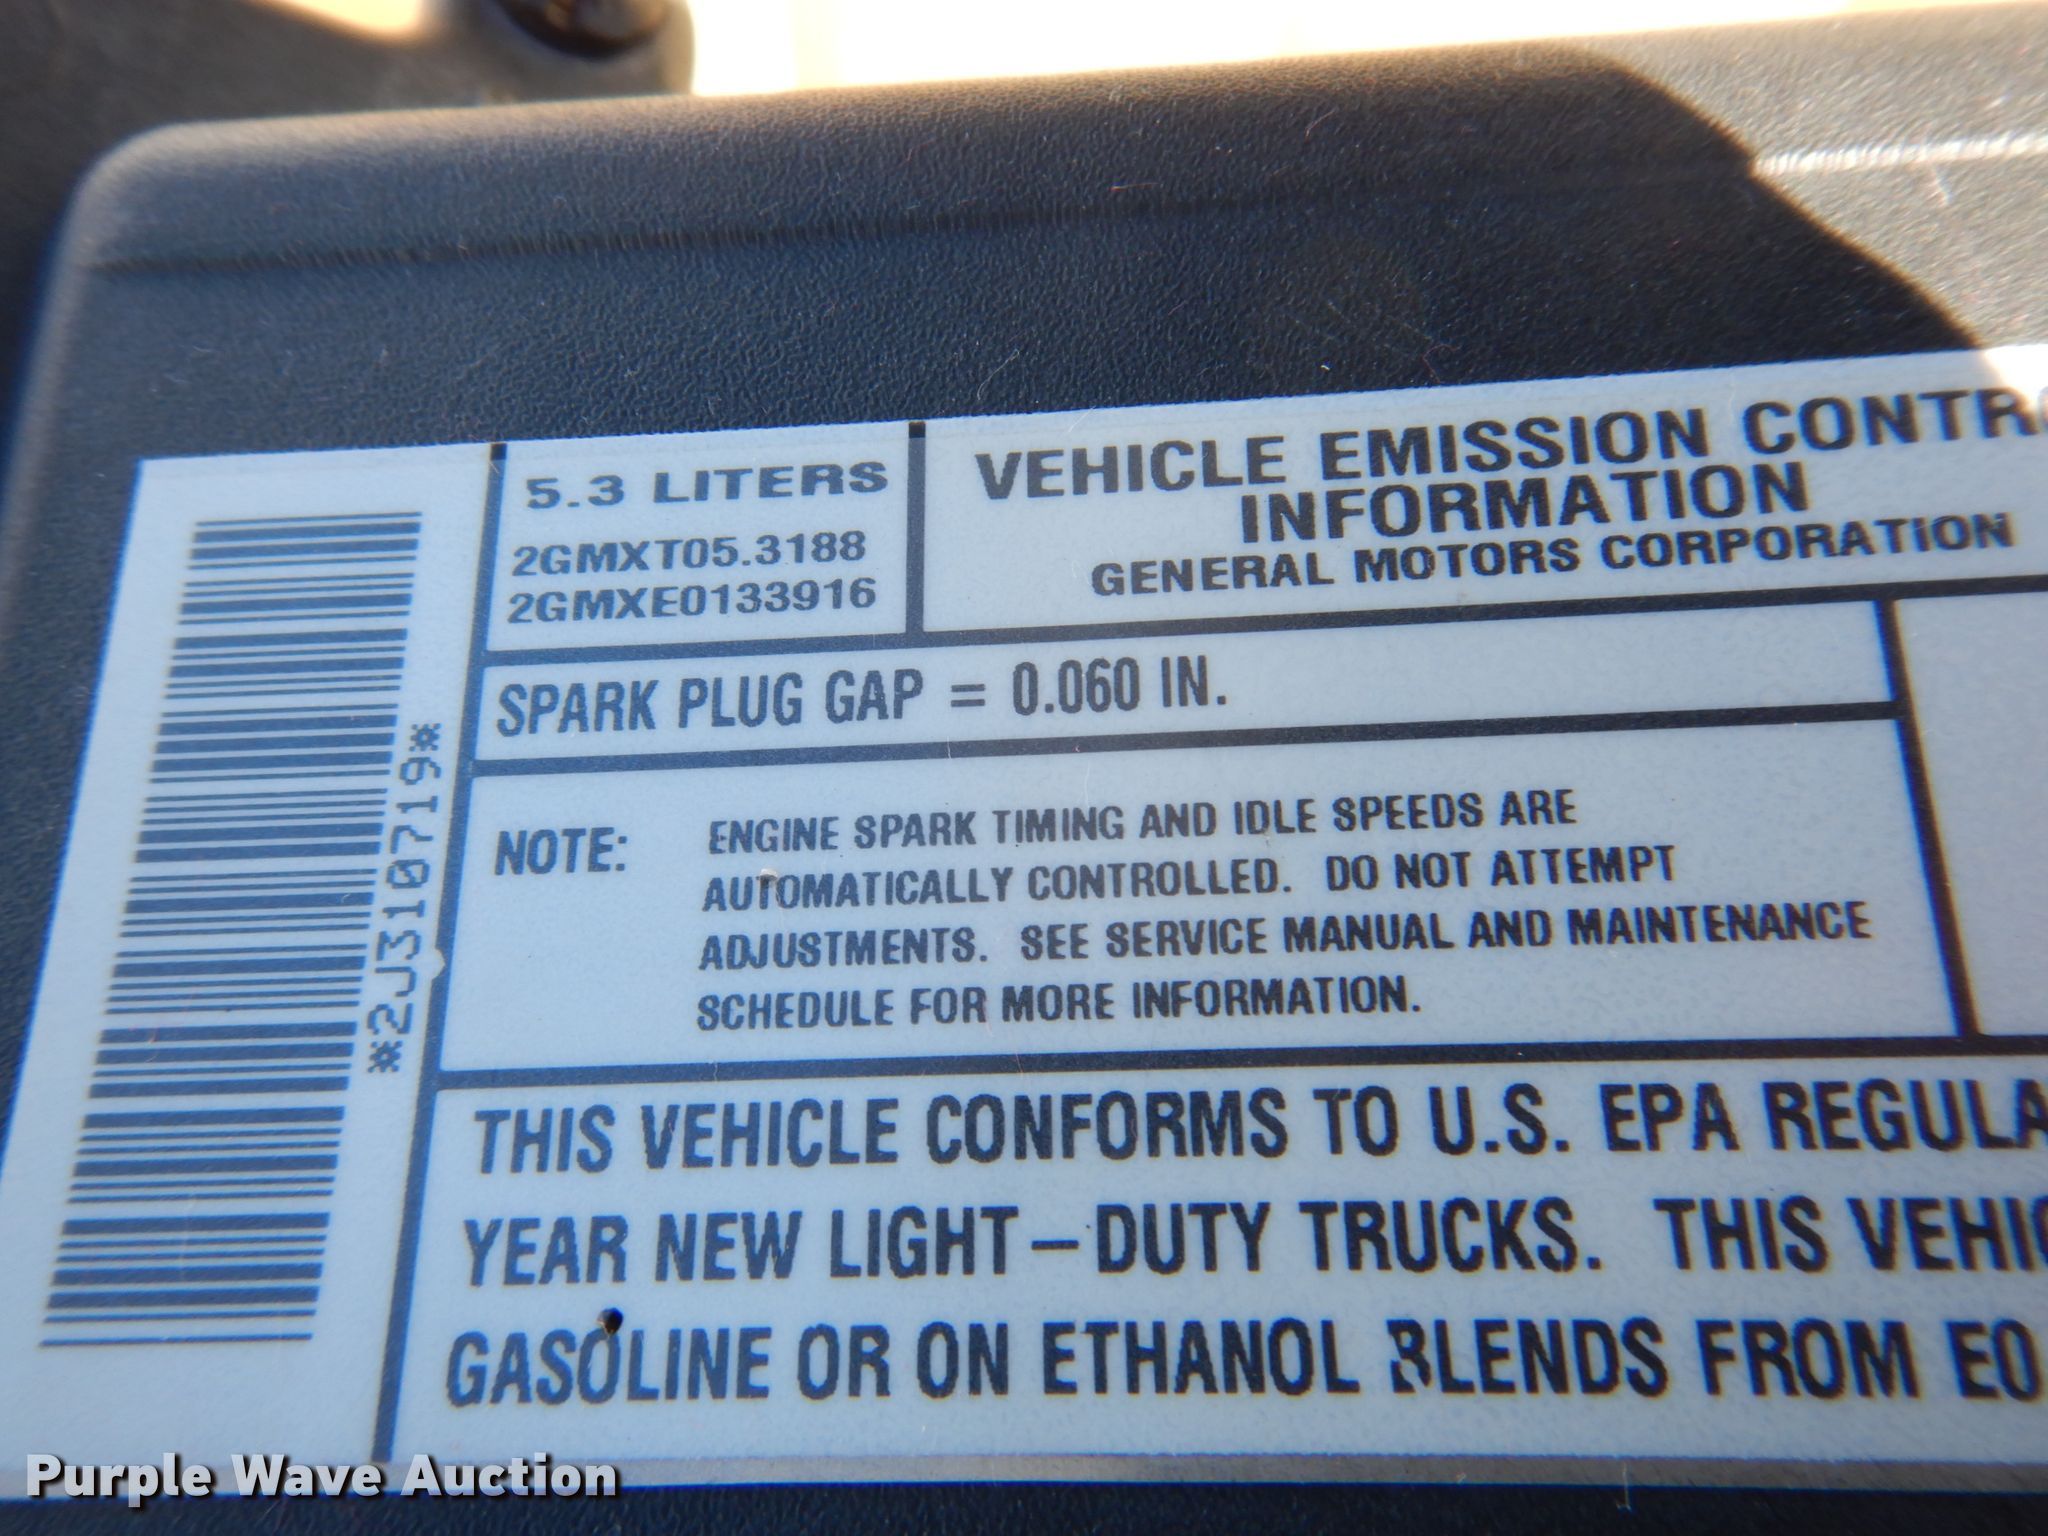 5.3 LITERS
2GMXT05.3188
2GMXE0133916
VEHICLE EMISSION CONTR
INFORMATION
GENERAL MOTORS CORPORATION
SPARK PLUG GAP = 0.060 IN.
*2J310719*
NOTE: ENGINE SPARK TIMING AND IDLE SPEEDS ARE
AUTOMATICALLY CONTROLLED. DO NOT ATTEMPT
ADJUSTMENTS. SEE SERVICE MANUAL AND MAINTENANCE
SCHEDULE FOR MORE INFORMATION.
THIS VEHICLE CONFORMS TO U.S. EPA REGULA
YEAR NEW LIGHT-DUTY TRUCKS. THIS VEHIC
GASOLINE OR ON ETHANOL BLENDS FROM E0
Purple Wave Auction